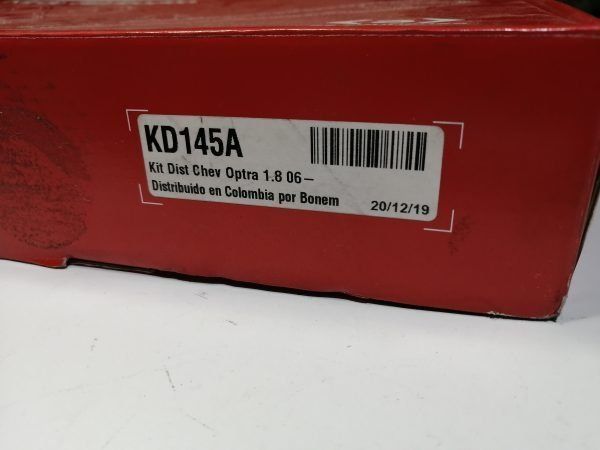 KD145A
Kit Dist Chev Optra 1.8 06–
Distribuido en Colombia por Bonem
20/12/19